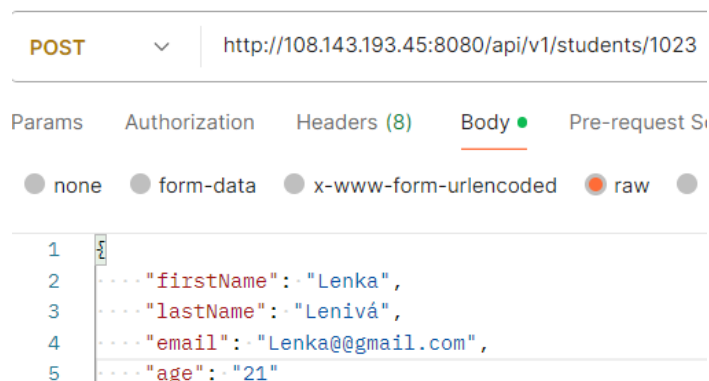 POST http://108.143.193.45:8080/api/v1/students/1023
Params Authorization Headers (8) Body Pre-request
none form-data x-www-form-urlencoded raw
1 {
2 "firstName": "Lenka",
3 "lastName": "Lenivá",
4 "email": "Lenka@@gmail.com",
5 "age": "21"